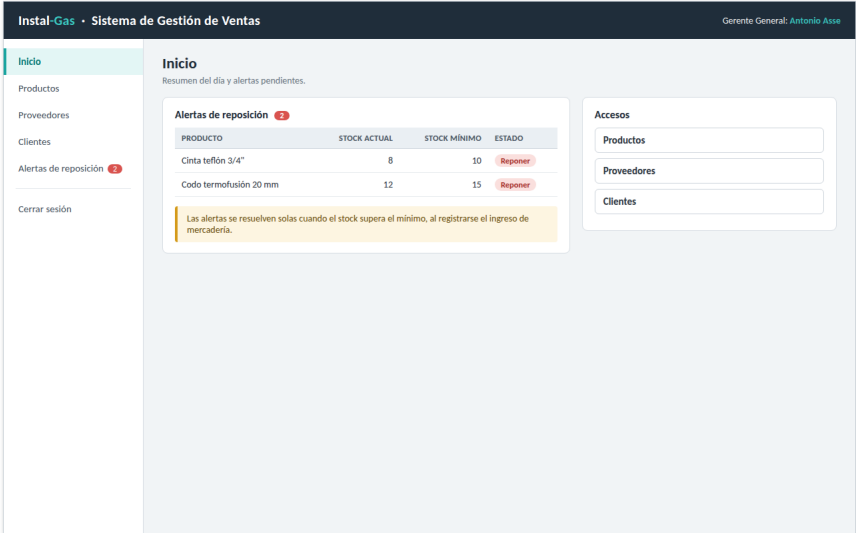 Instal-Gas · Sistema de Gestión de Ventas
Gerente General: Antonio Asse
Inicio
Productos
Proveedores
Clientes
Alertas de reposición 2
Cerrar sesión
Inicio
Resumen del día y alertas pendientes.
Alertas de reposición 2
PRODUCTO STOCK ACTUAL STOCK MÍNIMO ESTADO
Cinta teflón 3/4" 8 10 Reponer
Codo termofusión 20 mm 12 15 Reponer
Las alertas se resuelven solas cuando el stock supera el mínimo, al registrarse el ingreso de
mercadería.
Accesos
Productos
Proveedores
Clientes